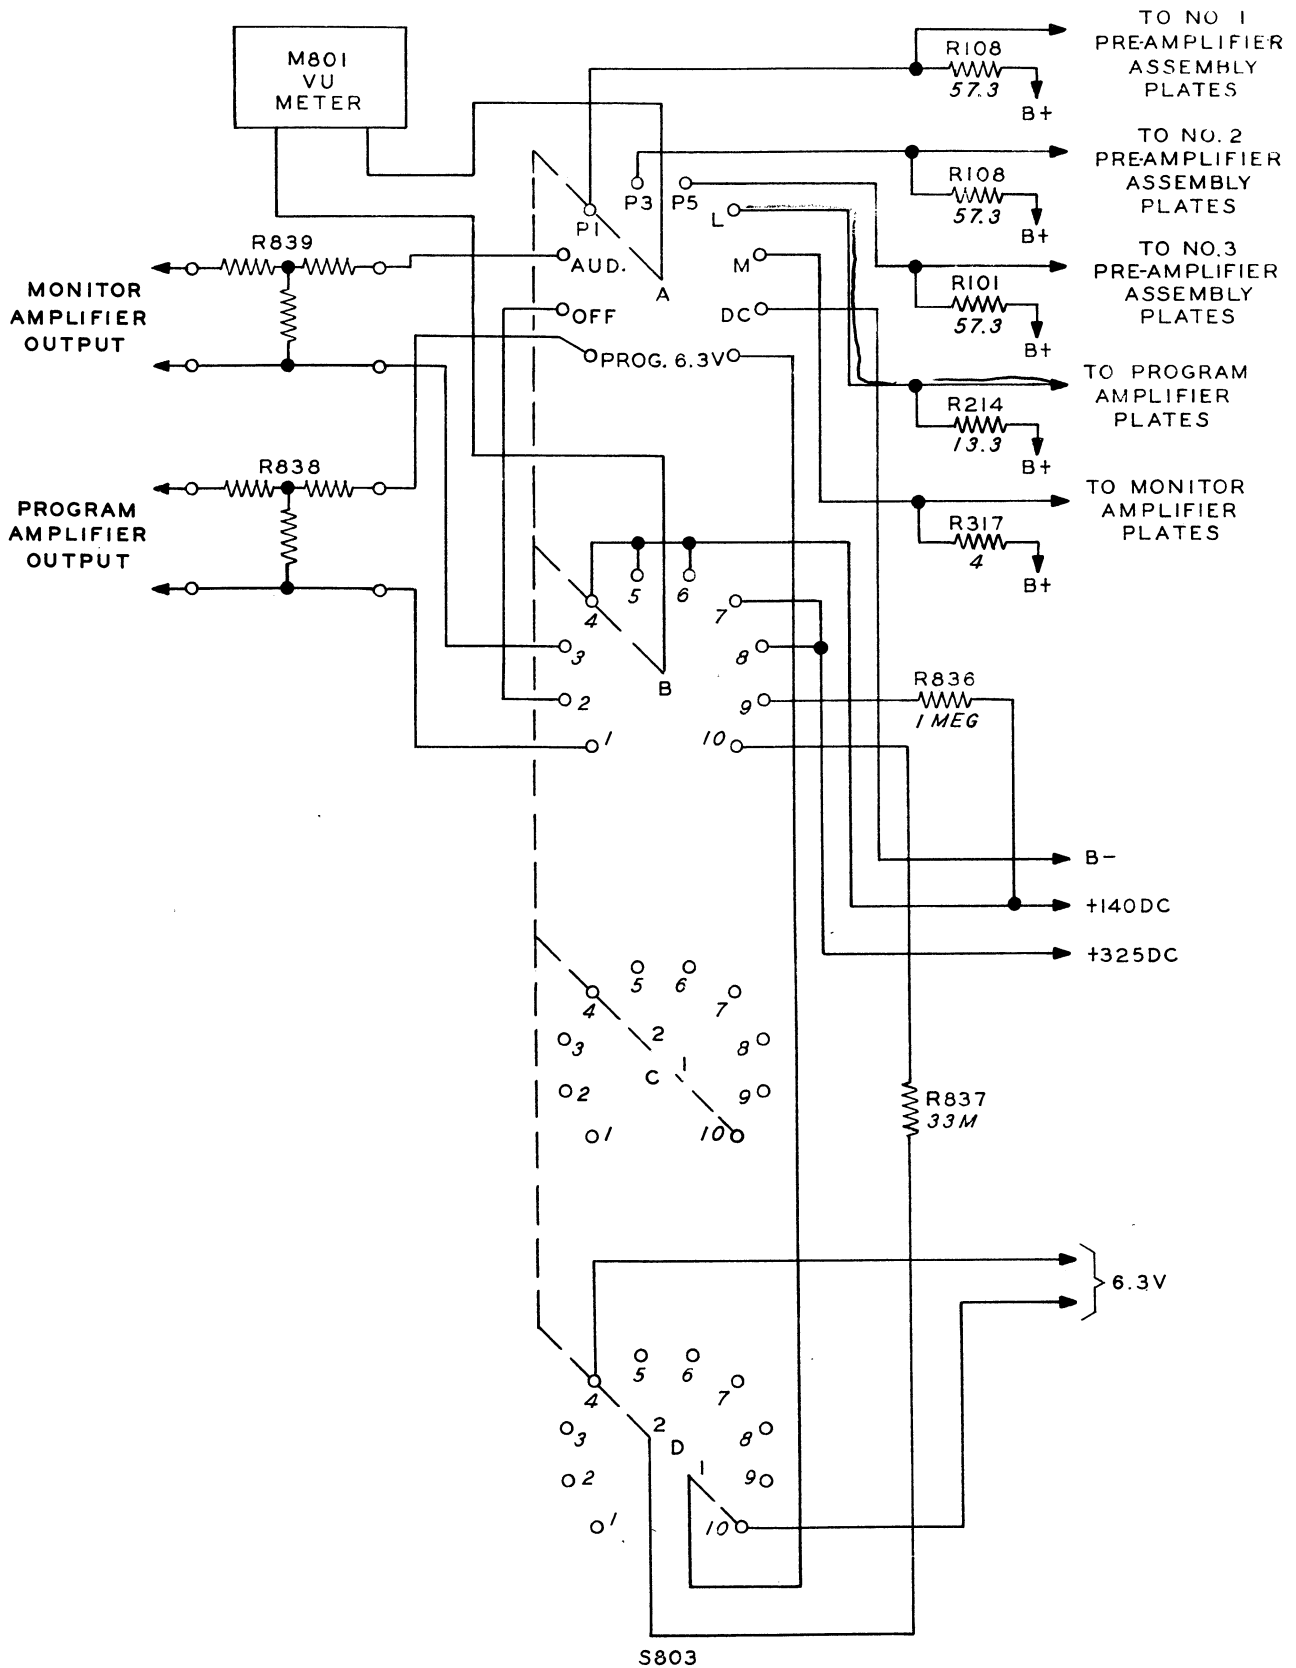 M801
VU
METER
TO NO 1
PRE-AMPLIFIER
ASSEMBLY
PLATES
R108
57.3
B+
TO NO. 2
PRE-AMPLIFIER
ASSEMBLY
PLATES
R108
57.3
B+
TO NO.3
PRE-AMPLIFIER
ASSEMBLY
PLATES
R101
57.3
B+
TO PROGRAM
AMPLIFIER
PLATES
R214
13.3
B+
TO MONITOR
AMPLIFIER
PLATES
R317
4
B+
P1
P3
P5
L
AUD.
M
A
OFF
DC
PROG.
6.3V
R839
MONITOR
AMPLIFIER
OUTPUT
R838
PROGRAM
AMPLIFIER
OUTPUT
4
5
6
7
3
8
B
2
9
1
10
R836
1 MEG
B-
+140DC
+325DC
4
5
6
7
3
2
8
C
1
2
9
1
10
R837
33M
6.3V
4
5
6
7
3
2
8
D
1
2
9
1
10
S803